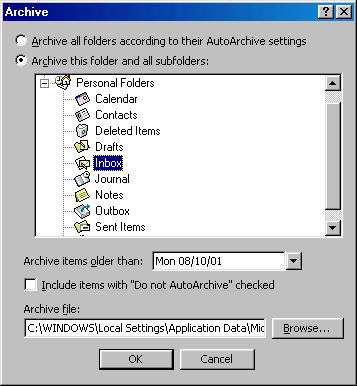 Archive
Archive all folders according to their AutoArchive settings
Archive this folder and all subfolders:
Personal Folders
Calendar
Contacts
Deleted Items
Drafts
Inbox
Journal
Notes
Outbox
Sent Items
Archive items older than: Mon 08/10/01
Include items with "Do not AutoArchive" checked
Archive file:
C:\WINDOWS\Local Settings\Application Data\Mic Browse...
OK Cancel